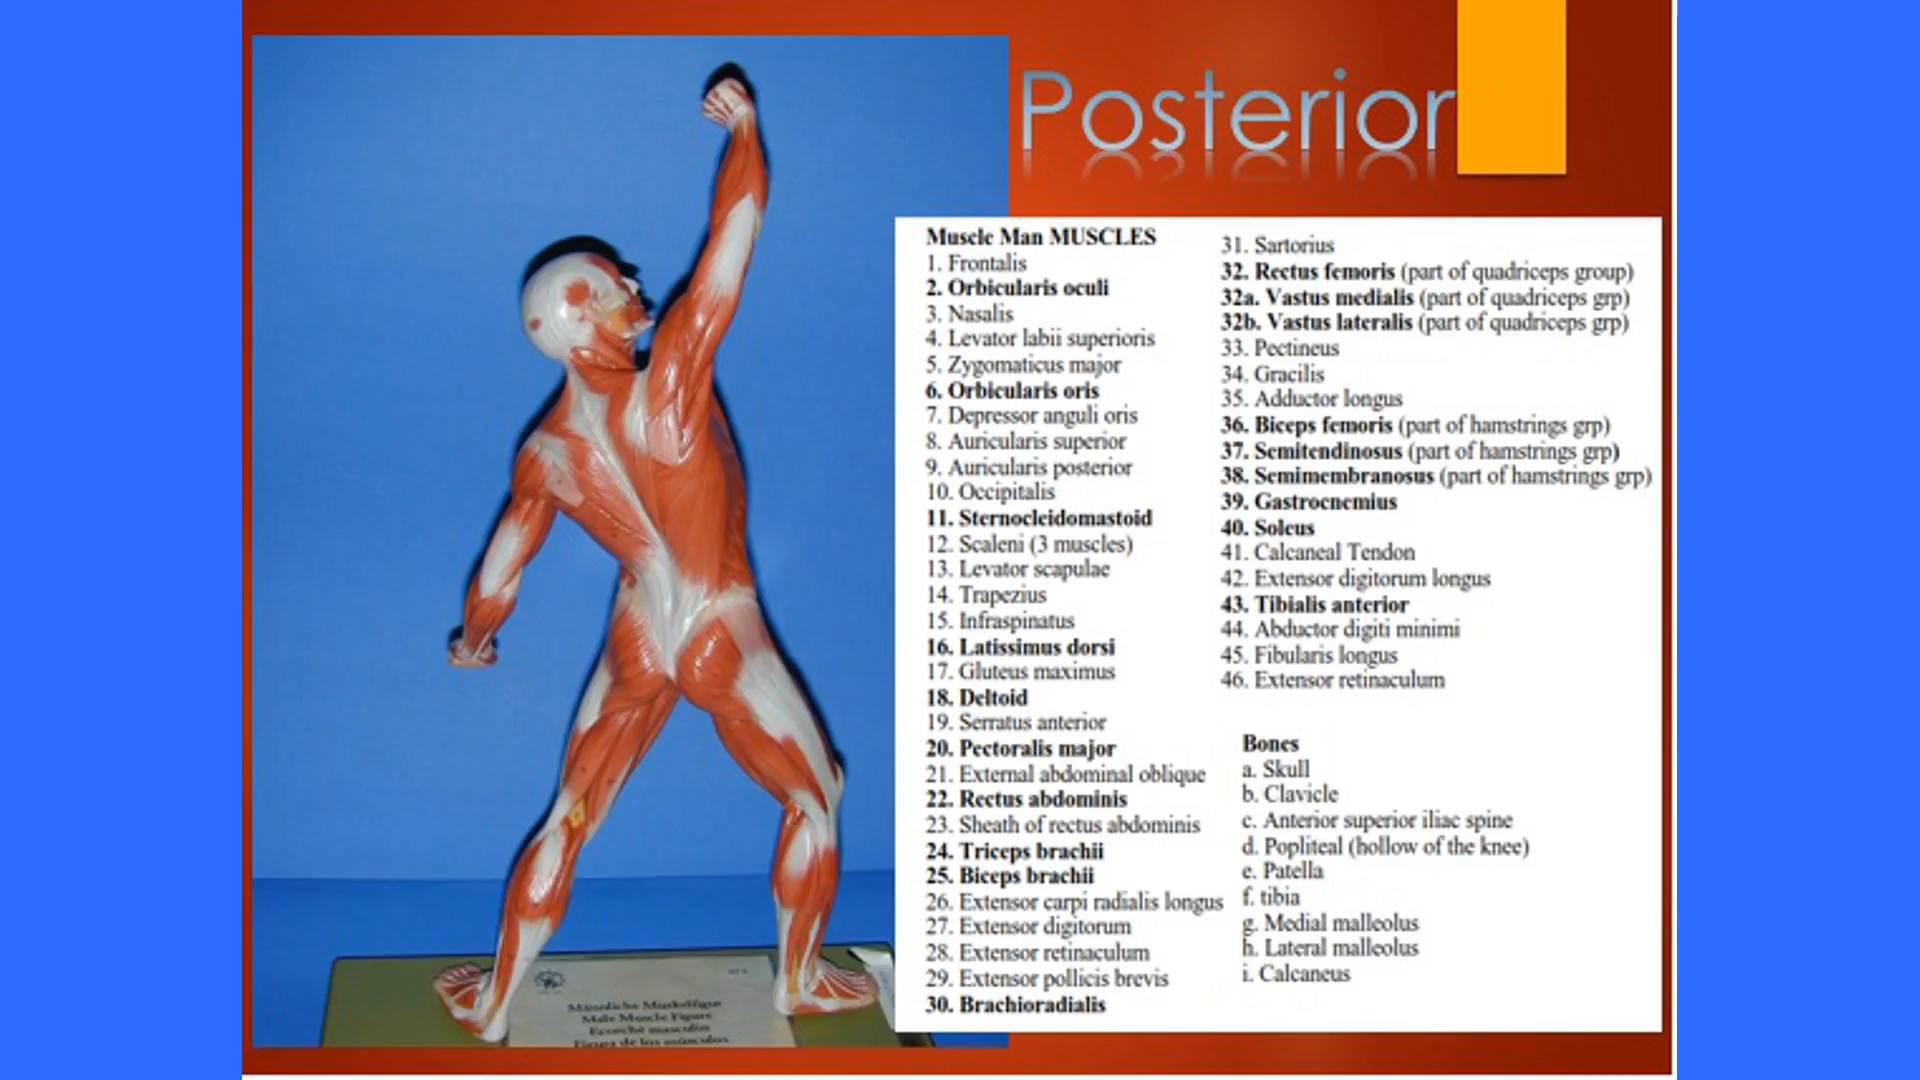 Posterior
Muscle Man MUSCLES
1. Frontalis
2. Orbicularis oculi
3. Nasalis
4. Levator labii superioris
5. Zygomaticus major
6. Orbicularis oris
7. Depressor anguli oris
8. Auricularis superior
9. Auricularis posterior
10. Occipitalis
11. Sternocleidomastoid
12. Scaleni (3 muscles)
13. Levator scapulae
14. Trapezius
15. Infraspinatus
16. Latissimus dorsi
17. Gluteus maximus
18. Deltoid
19. Serratus anterior
20. Pectoralis major
21. External abdominal oblique
22. Rectus abdominis
23. Sheath of rectus abdominis
24. Triceps brachii
25. Biceps brachii
26. Extensor carpi radialis longus
27. Extensor digitorum
28. Extensor retinaculum
29. Extensor pollicis brevis
30. Brachioradialis
31. Sartorius
32. Rectus femoris (part of quadriceps group)
32a. Vastus medialis (part of quadriceps grp)
32b. Vastus lateralis (part of quadriceps grp)
33. Pectineus
34. Gracilis
35. Adductor longus
36. Biceps femoris (part of hamstrings grp)
37. Semitendinosus (part of hamstrings grp)
38. Semimembranosus (part of hamstrings grp)
39. Gastrocnemius
40. Soleus
41. Calcaneal Tendon
42. Extensor digitorum longus
43. Tibialis anterior
44. Abductor digiti minimi
45. Fibularis longus
46. Extensor retinaculum
Bones
a. Skull
b. Clavicle
c. Anterior superior iliac spine
d. Popliteal (hollow of the knee)
e. Patella
f. tibia
g. Medial malleolus
h. Lateral malleolus
i. Calcaneus
Männliche Muskelfigur
Male Muscle Figure
Ecorché masculin
Figura de los músculos